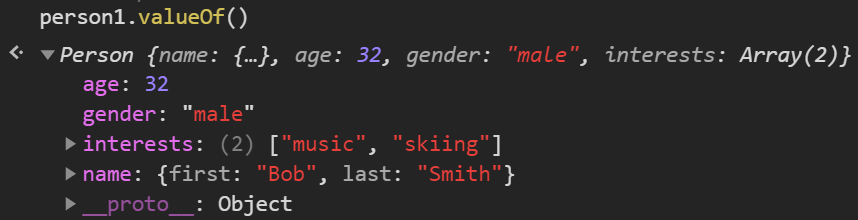 person1.valueOf()
Person {name: {…}, age: 32, gender: "male", interests: Array(2)}
age: 32
gender: "male"
interests: (2) ["music", "skiing"]
name: {first: "Bob", last: "Smith"}
__proto__: Object